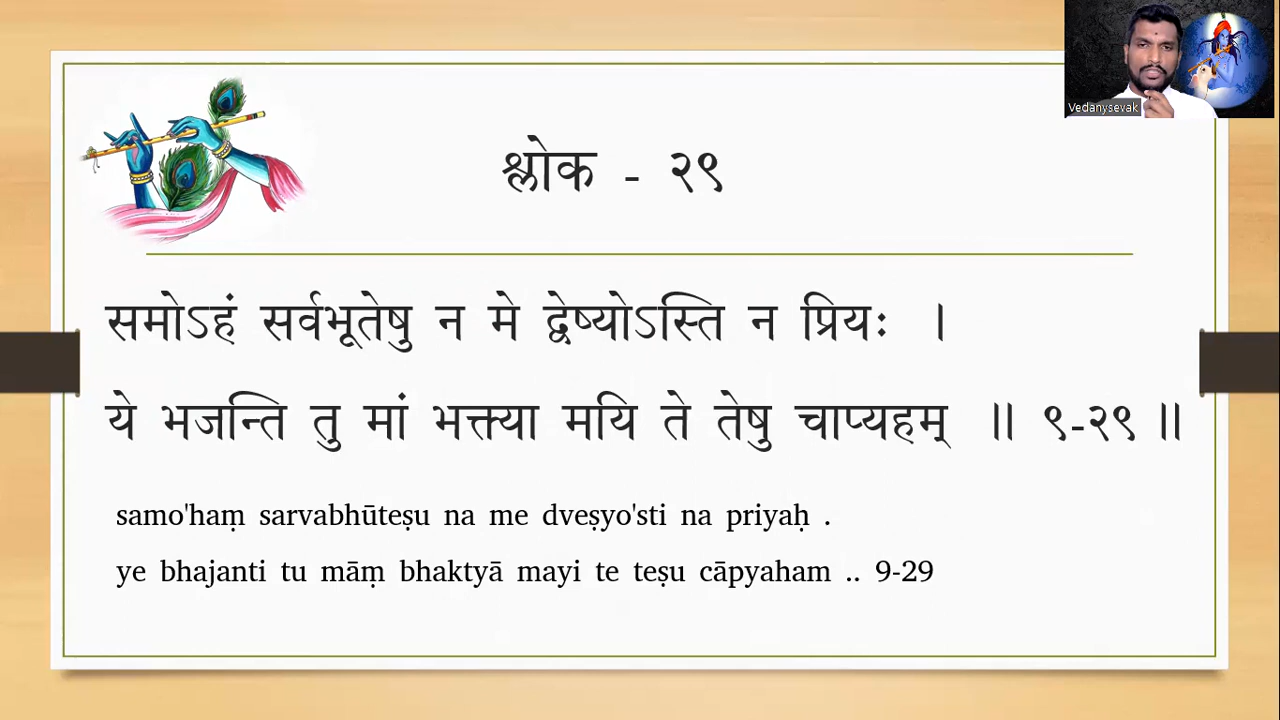 Vedanysevak
श्लोक - २९
समोऽहं सर्वभूतेषु न मे द्वेष्योऽस्ति न प्रियः ।
ये भजन्ति तु मां भक्त्या मयि ते तेषु चाप्यहम् ॥ ९-२९ ॥
samo'haṃ sarvabhūteṣu na me dveṣyo'sti na priyaḥ .
ye bhajanti tu māṃ bhaktyā mayi te teṣu cāpyaham .. 9-29